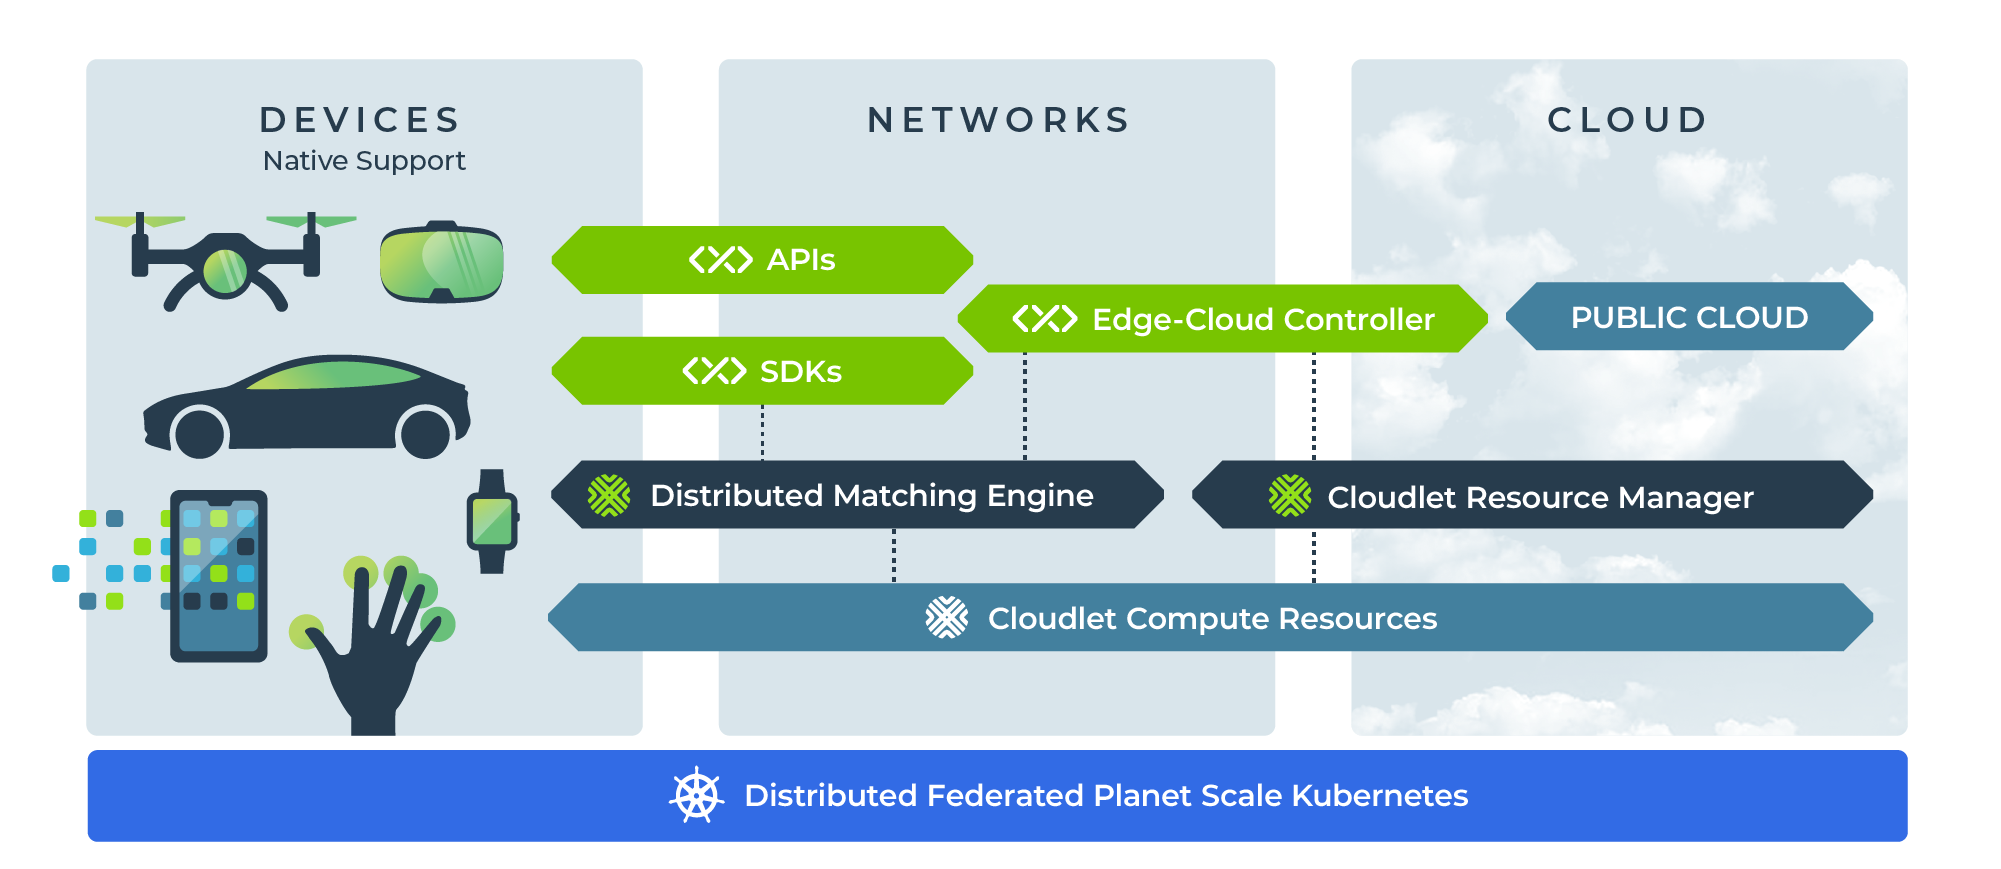 DEVICES
Native Support
NETWORKS
CLOUD
APIs
Edge-Cloud Controller
PUBLIC CLOUD
SDKs
Distributed Matching Engine
Cloudlet Resource Manager
Cloudlet Compute Resources
Distributed Federated Planet Scale Kubernetes